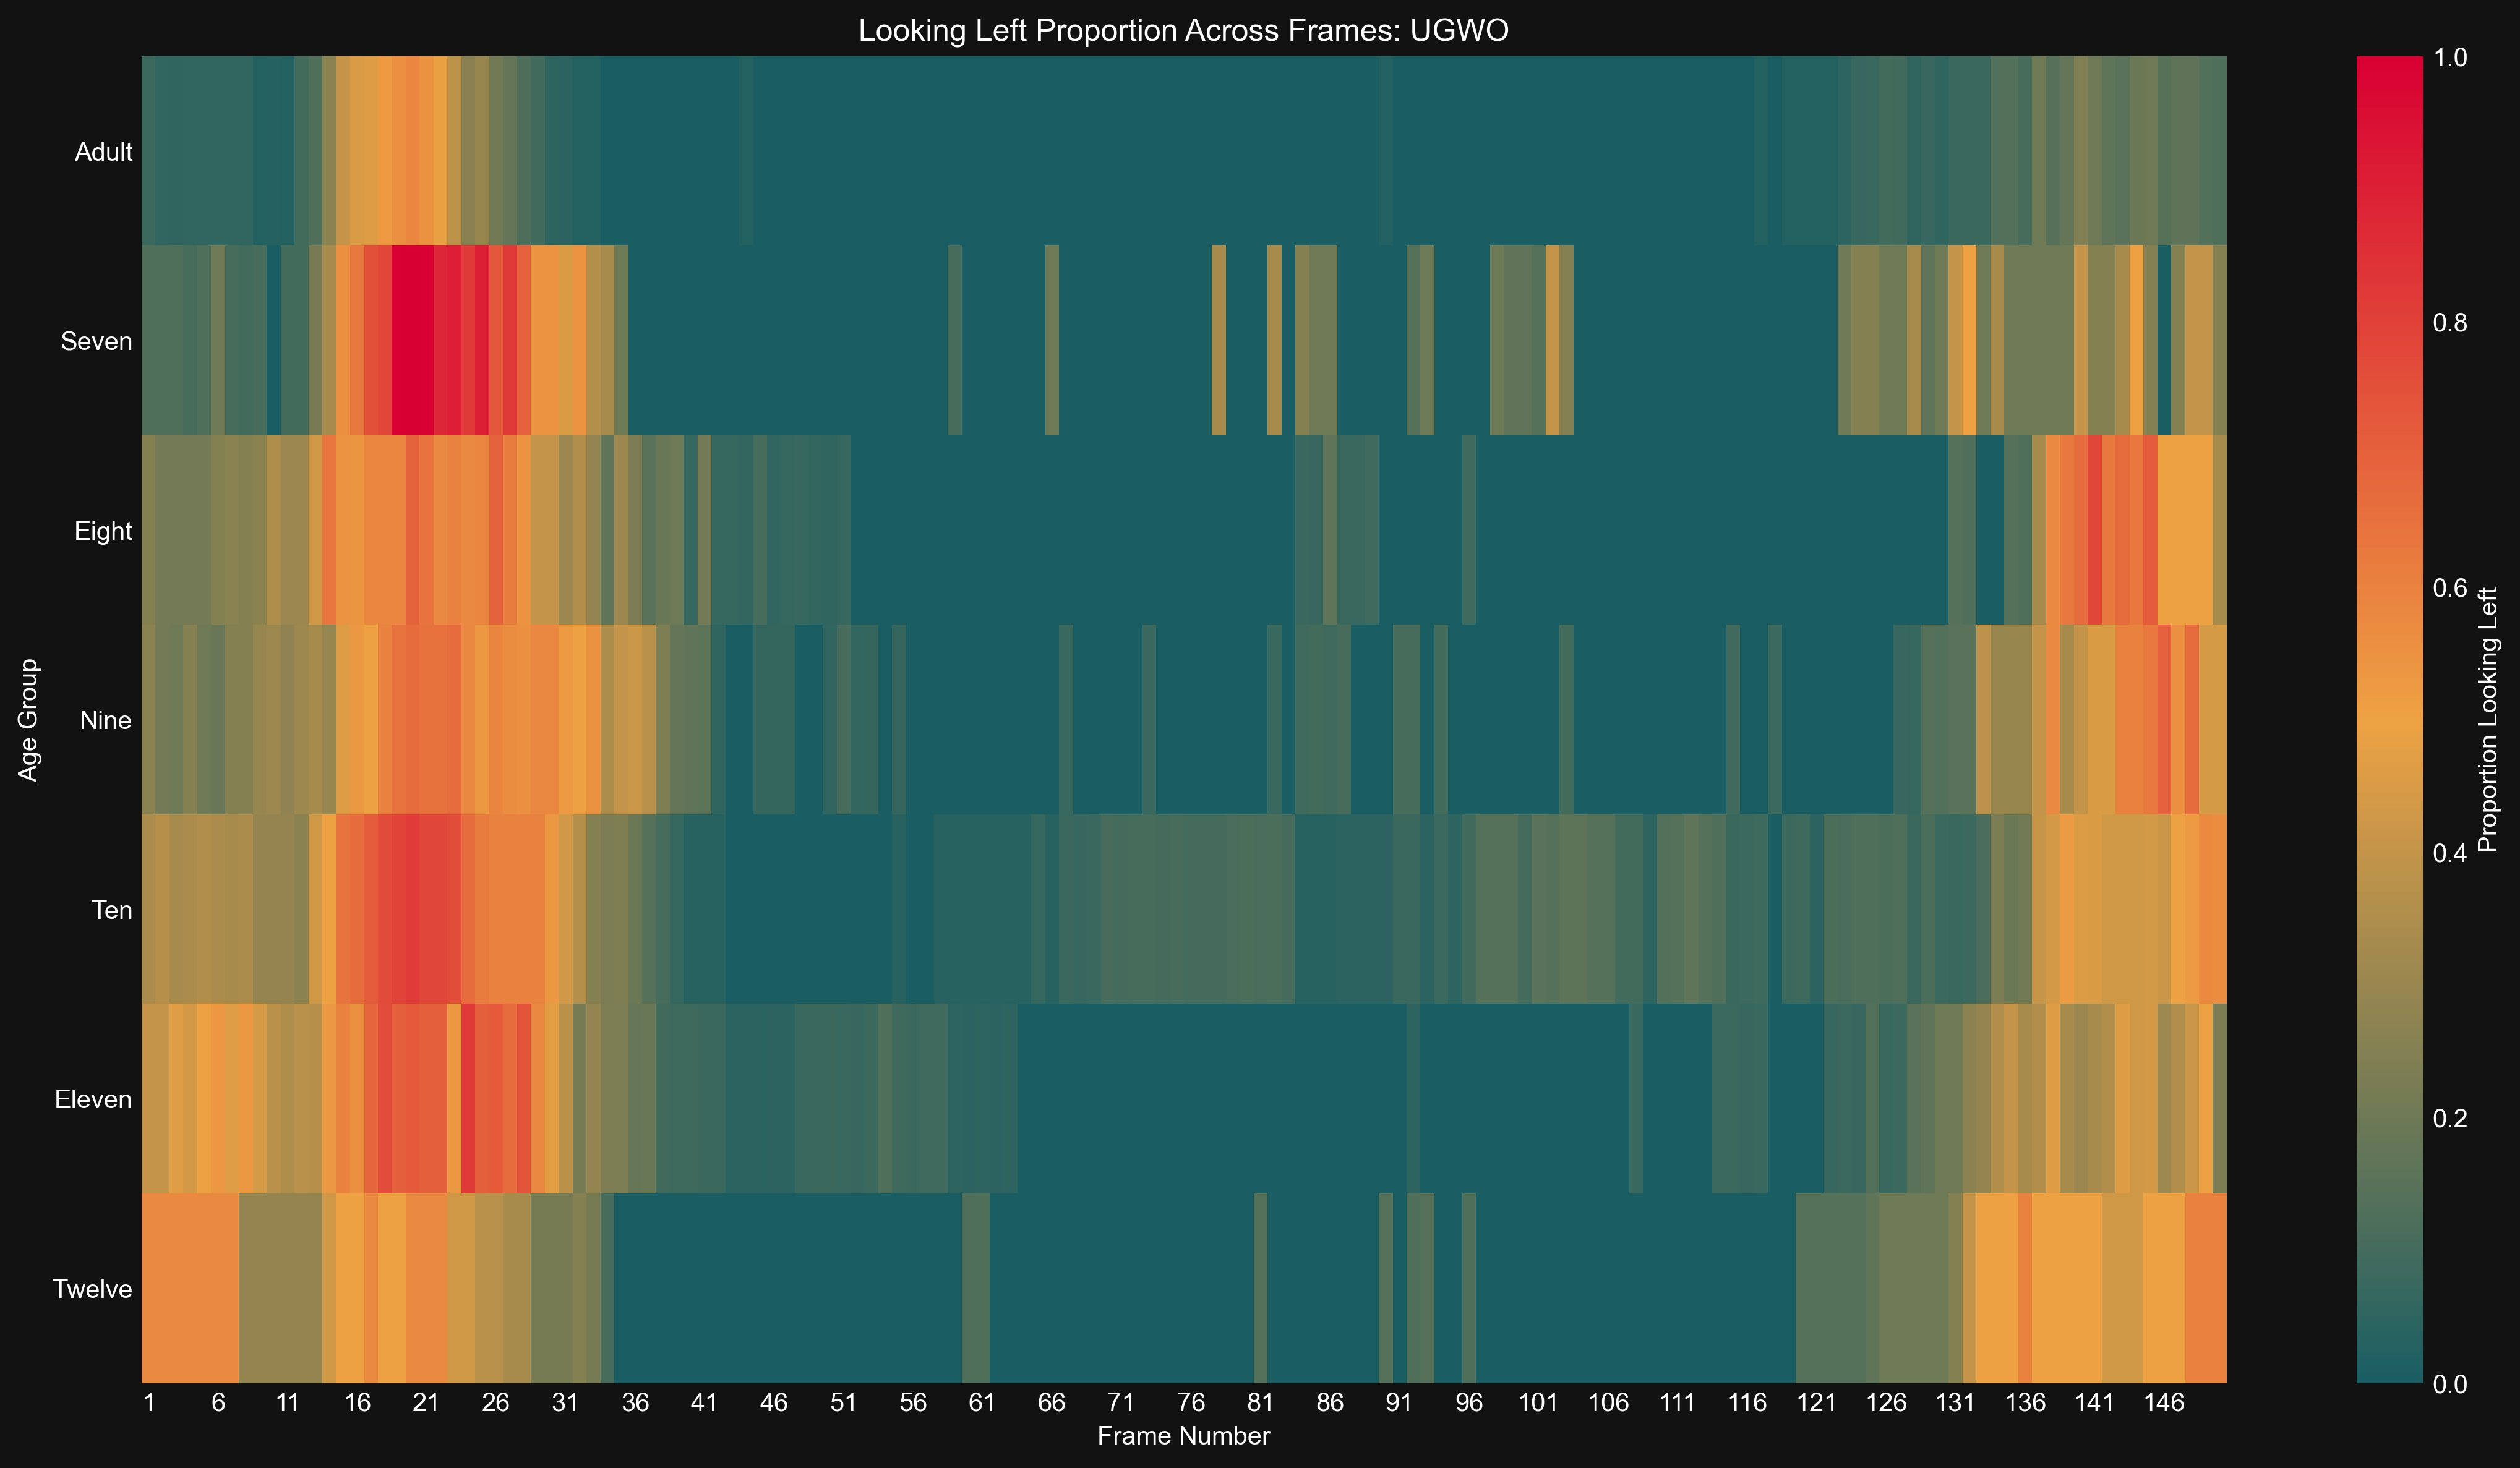 Looking Left Proportion Across Frames: UGWO
Age Group
Adult
Seven
Eight
Nine
Ten
Eleven
Twelve
1 6 11 16 21 26 31 36 41 46 51 56 61 66 71 76 81 86 91 96 101 106 111 116 121 126 131 136 141 146
Frame Number
1.0
0.8
0.6
0.4
0.2
0.0
Proportion Looking Left